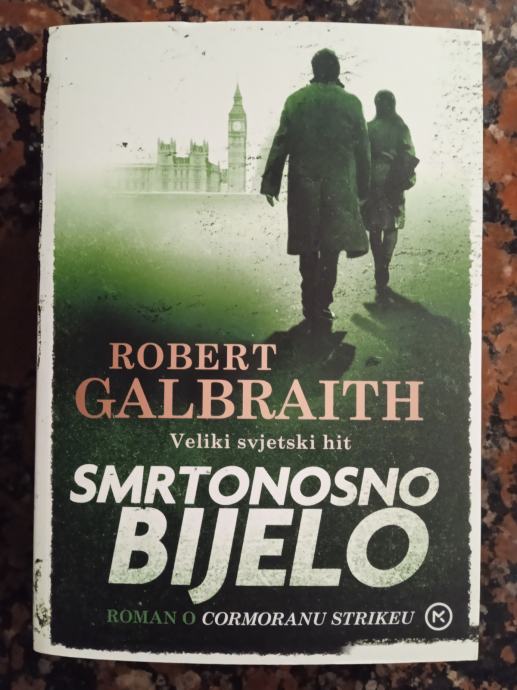 ROBERT
GALBRAITH
Veliki svjetski hit
SMRTONOSNO
BIJELO
ROMAN O CORMORANU STRIKEU